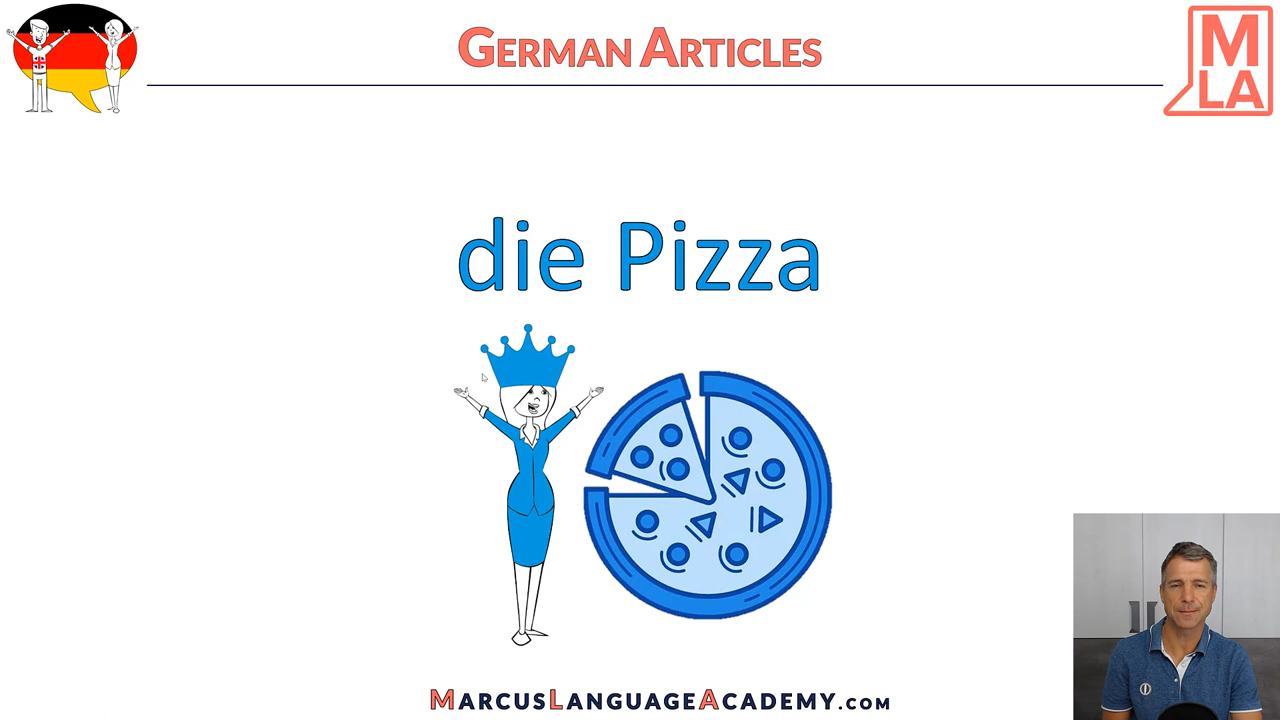 GERMAN ARTICLES
M
LA
die Pizza
MARCUSLANGUAGEACADEMY.COM